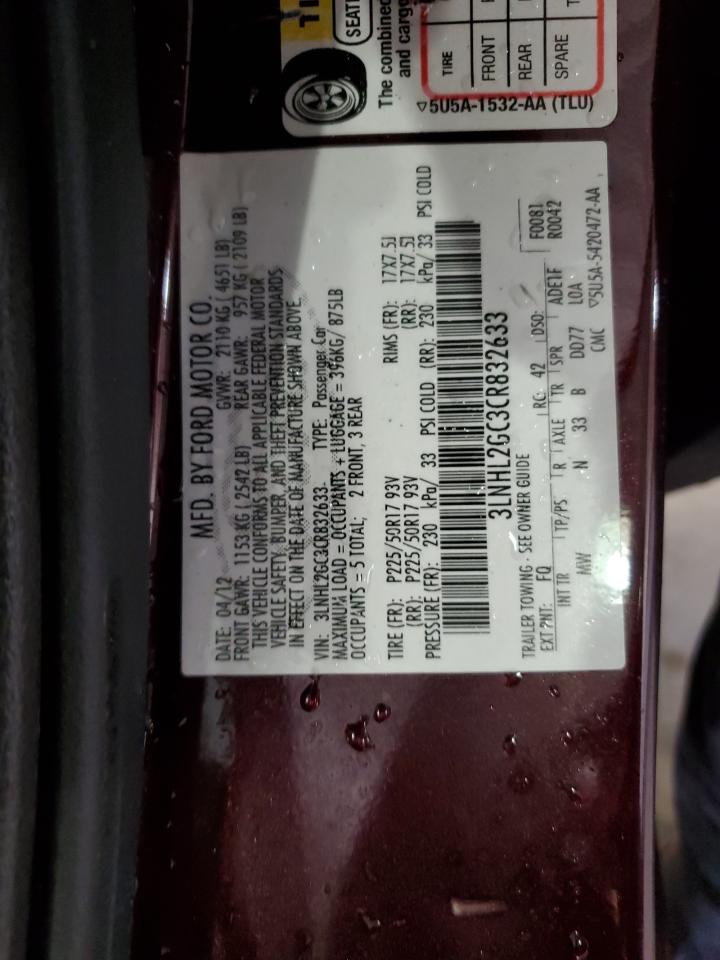 TI
SEATI
The combined
and cargo
TIRE
FRONT
REAR
SPARE
▽5U5A-1532-AA (TLU)
MFD. BY FORD MOTOR CO.
DATE: 04/12 GVWR: 2110 KG ( 4651 LB)
FRONT GAWR: 1153 KG ( 2542 LB) REAR GAWR: 957 KG ( 2109 LB)
THIS VEHICLE CONFORMS TO ALL APPLICABLE FEDERAL MOTOR
VEHICLE SAFETY, BUMPER, AND THEFT PREVENTION STANDARDS
IN EFFECT ON THE DATE OF MANUFACTURE SHOWN ABOVE.
VIN: 3LNHL2GC3CR832633 TYPE: Passenger Car
MAXIMUM LOAD = OCCUPANTS + LUGGAGE = 396KG/ 875LB
OCCUPANTS = 5 TOTAL; 2 FRONT, 3 REAR
TIRE (FR): P225/50R17 93V RIMS (FR): 17X7.5J
(RR): P225/50R17 93V (RR): 17X7.5J
PRESSURE (FR): 230 kPa/ 33 PSI COLD (RR): 230 kPa/ 33 PSI COLD
3LNHL2GC3CR832633
TRAILER TOWING - SEE OWNER GUIDE F0081
EXT PNT: FQ RC: 42 DSO: R0042
INT TR TP/PS R AXLE TR SPR ADE1F
MW N 33 B DD77 LOA
CMC ▽5U5A-5420472-AA